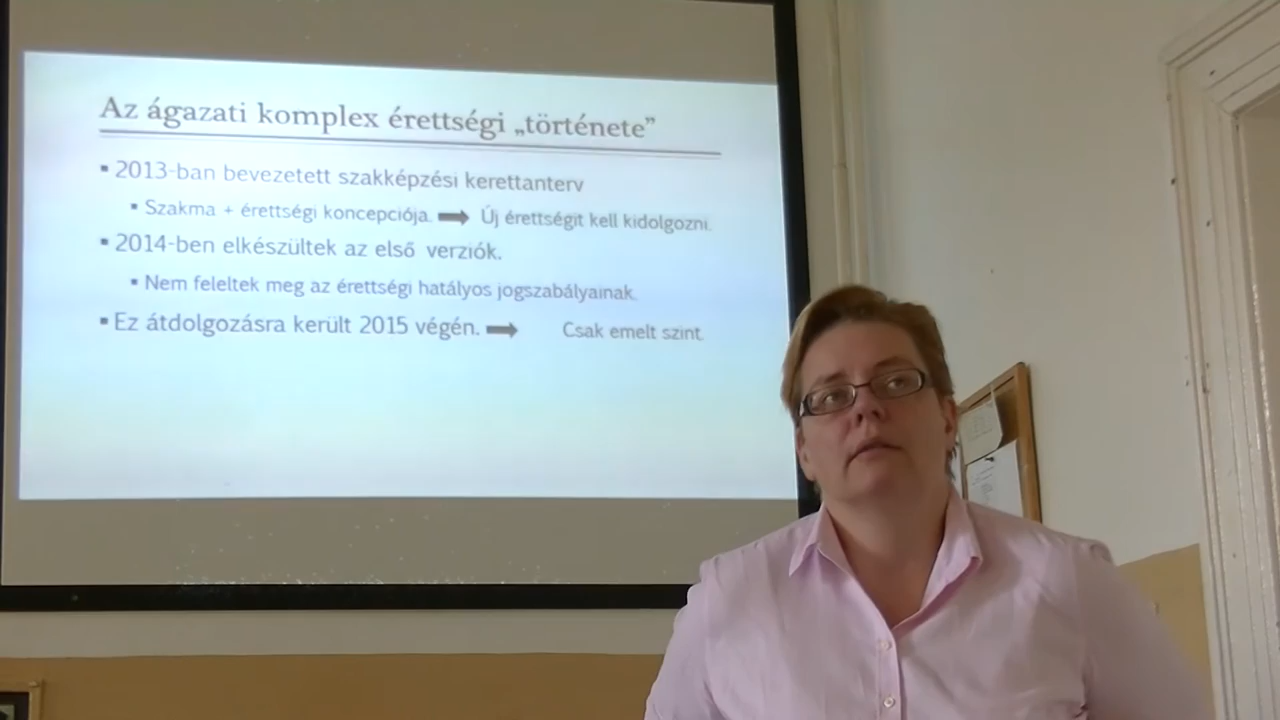 Az ágazati komplex érettségi „története”
▪ 2013-ban bevezetett szakképzési kerettanterv
▪ Szakma + érettségi koncepciója. ➡ Új érettségit kell kidolgozni.
▪ 2014-ben elkészültek az első verziók.
▪ Nem feleltek meg az érettségi hatályos jogszabályainak.
▪ Ez átdolgozásra került 2015 végén. ➡ Csak emelt szint.